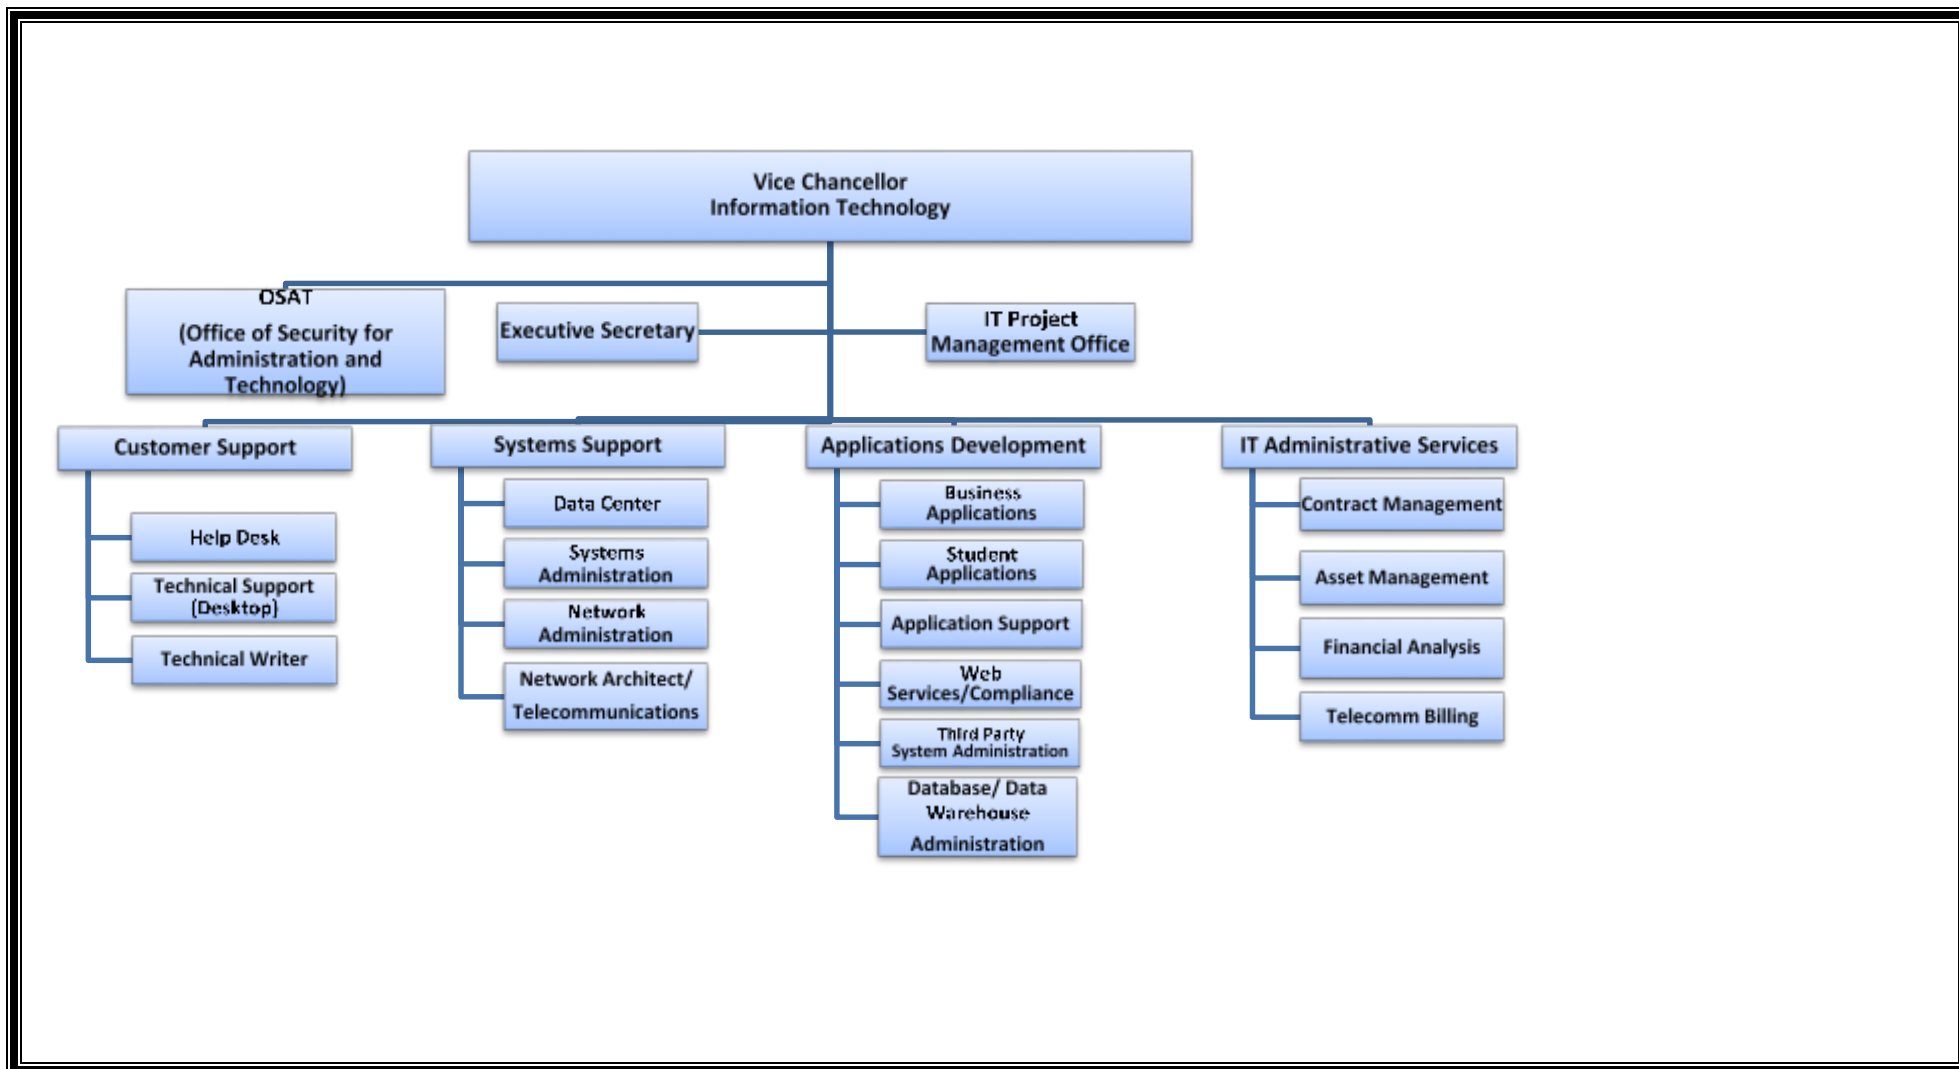 Vice Chancellor
Information Technology
OSAT
(Office of Security for
Administration and
Technology)
Executive Secretary
IT Project
Management Office
Customer Support
Help Desk
Technical Support
(Desktop)
Technical Writer
Systems Support
Data Center
Systems
Administration
Network
Administration
Network Architect/
Telecommunications
Applications Development
Business
Applications
Student
Applications
Application Support
Web
Services/Compliance
Third Party
System Administration
Database/ Data
Warehouse
Administration
IT Administrative Services
Contract Management
Asset Management
Financial Analysis
Telecomm Billing